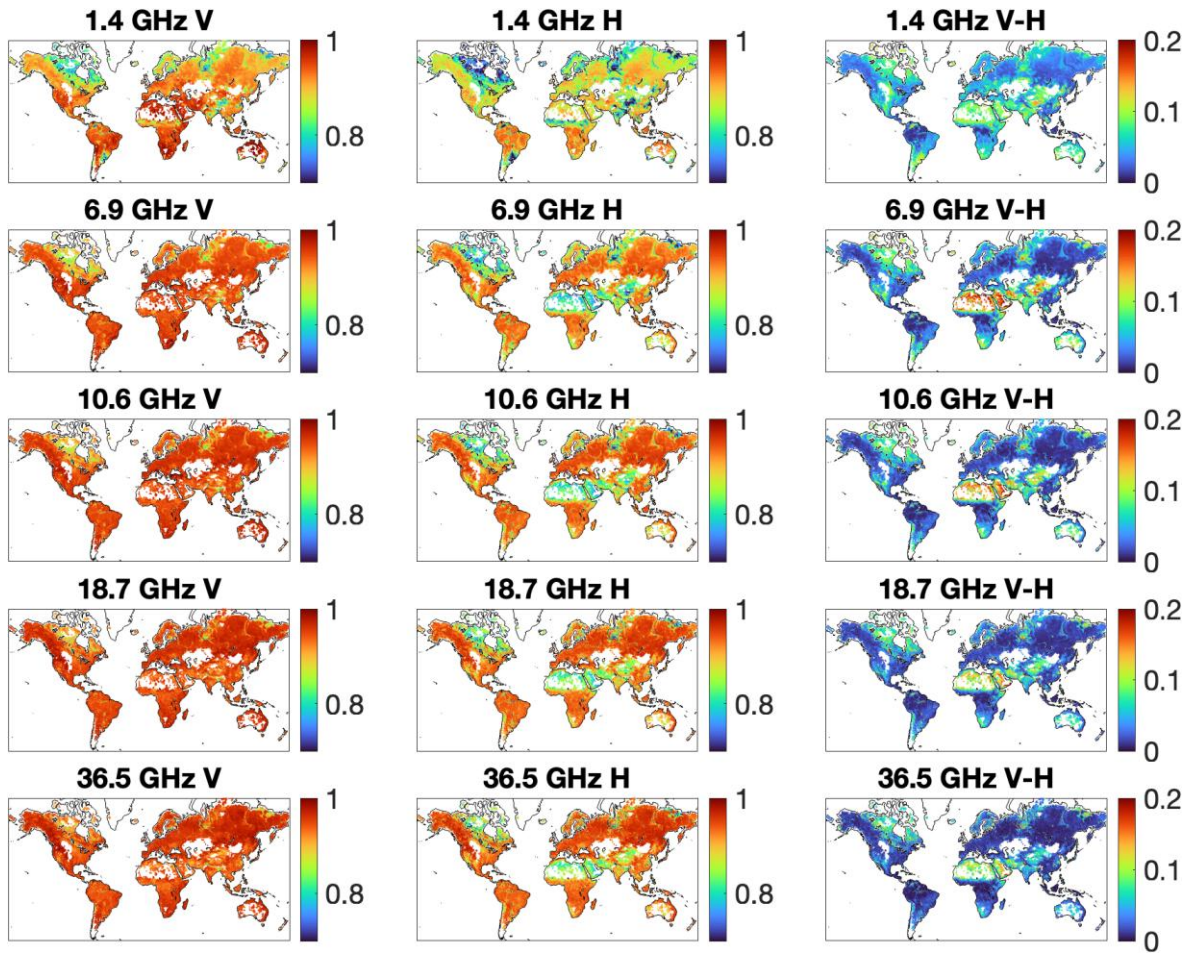 1.4 GHz V
1
0.8
1.4 GHz H
1
0.8
1.4 GHz V-H
0.2
0.1
0
6.9 GHz V
1
0.8
6.9 GHz H
1
0.8
6.9 GHz V-H
0.2
0.1
0
10.6 GHz V
1
0.8
10.6 GHz H
1
0.8
10.6 GHz V-H
0.2
0.1
0
18.7 GHz V
1
0.8
18.7 GHz H
1
0.8
18.7 GHz V-H
0.2
0.1
0
36.5 GHz V
1
0.8
36.5 GHz H
1
0.8
36.5 GHz V-H
0.2
0.1
0